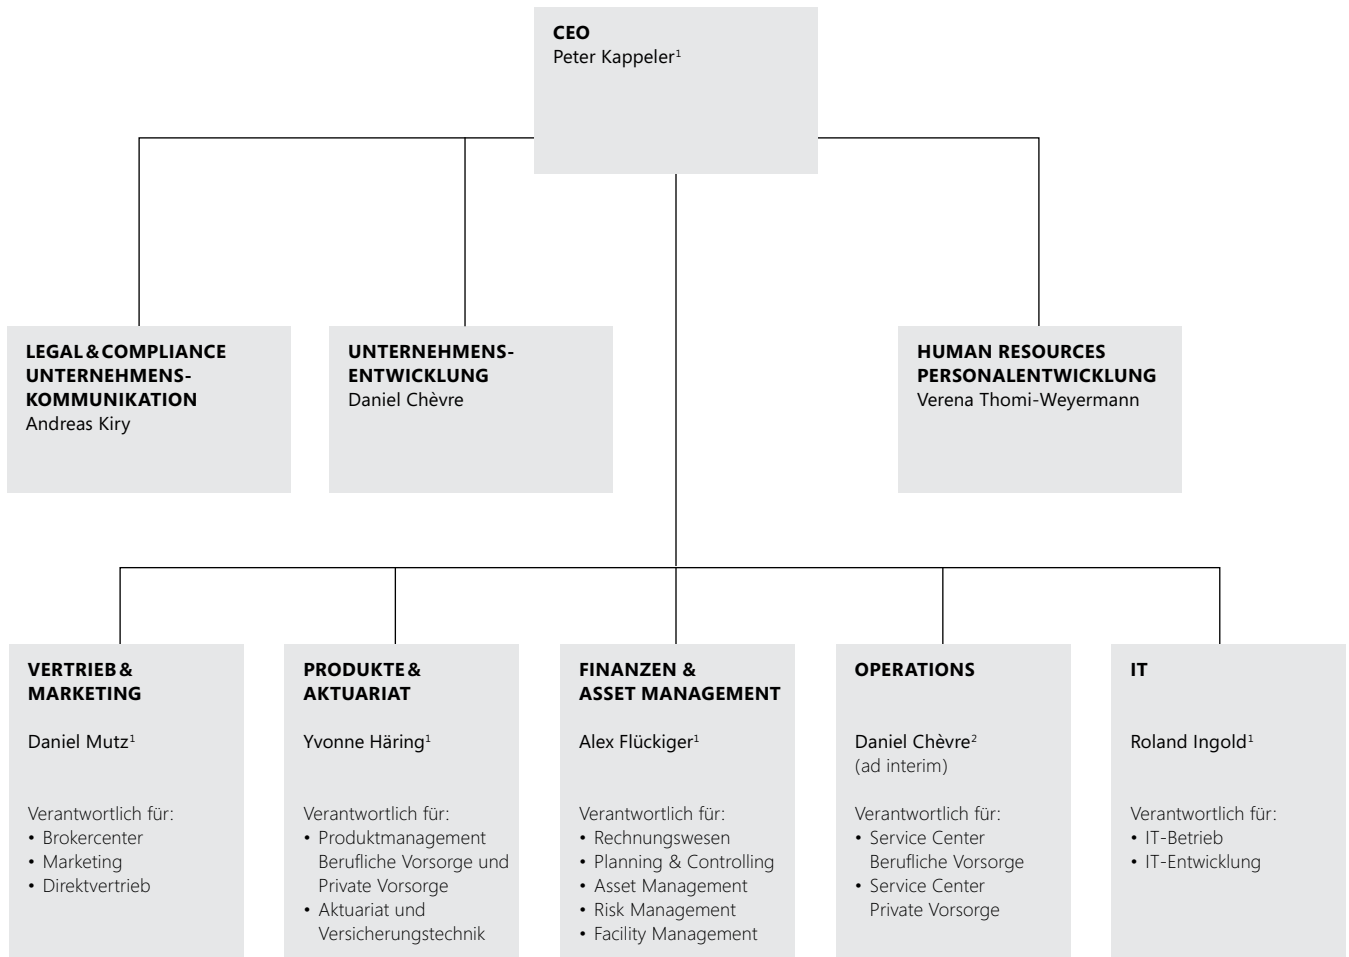 CEO
Peter Kappeler¹
LEGAL & COMPLIANCE
UNTERNEHMENS-
KOMMUNIKATION
Andreas Kiry
UNTERNEHMENS-
ENTWICKLUNG
Daniel Chèvre
HUMAN RESOURCES
PERSONALENTWICKLUNG
Verena Thomi-Weyermann
VERTRIEB &
MARKETING
Daniel Mutz¹
Verantwortlich für:
• Brokercenter
• Marketing
• Direktvertrieb
PRODUKTE &
AKTUARIAT
Yvonne Häring¹
Verantwortlich für:
• Produktmanagement
Berufliche Vorsorge und
Private Vorsorge
• Aktuariat und
Versicherungstechnik
FINANZEN &
ASSET MANAGEMENT
Alex Flückiger¹
Verantwortlich für:
• Rechnungswesen
• Planning & Controlling
• Asset Management
• Risk Management
• Facility Management
OPERATIONS
Daniel Chèvre²
(ad interim)
Verantwortlich für:
• Service Center
Berufliche Vorsorge
• Service Center
Private Vorsorge
IT
Roland Ingold¹
Verantwortlich für:
• IT-Betrieb
• IT-Entwicklung